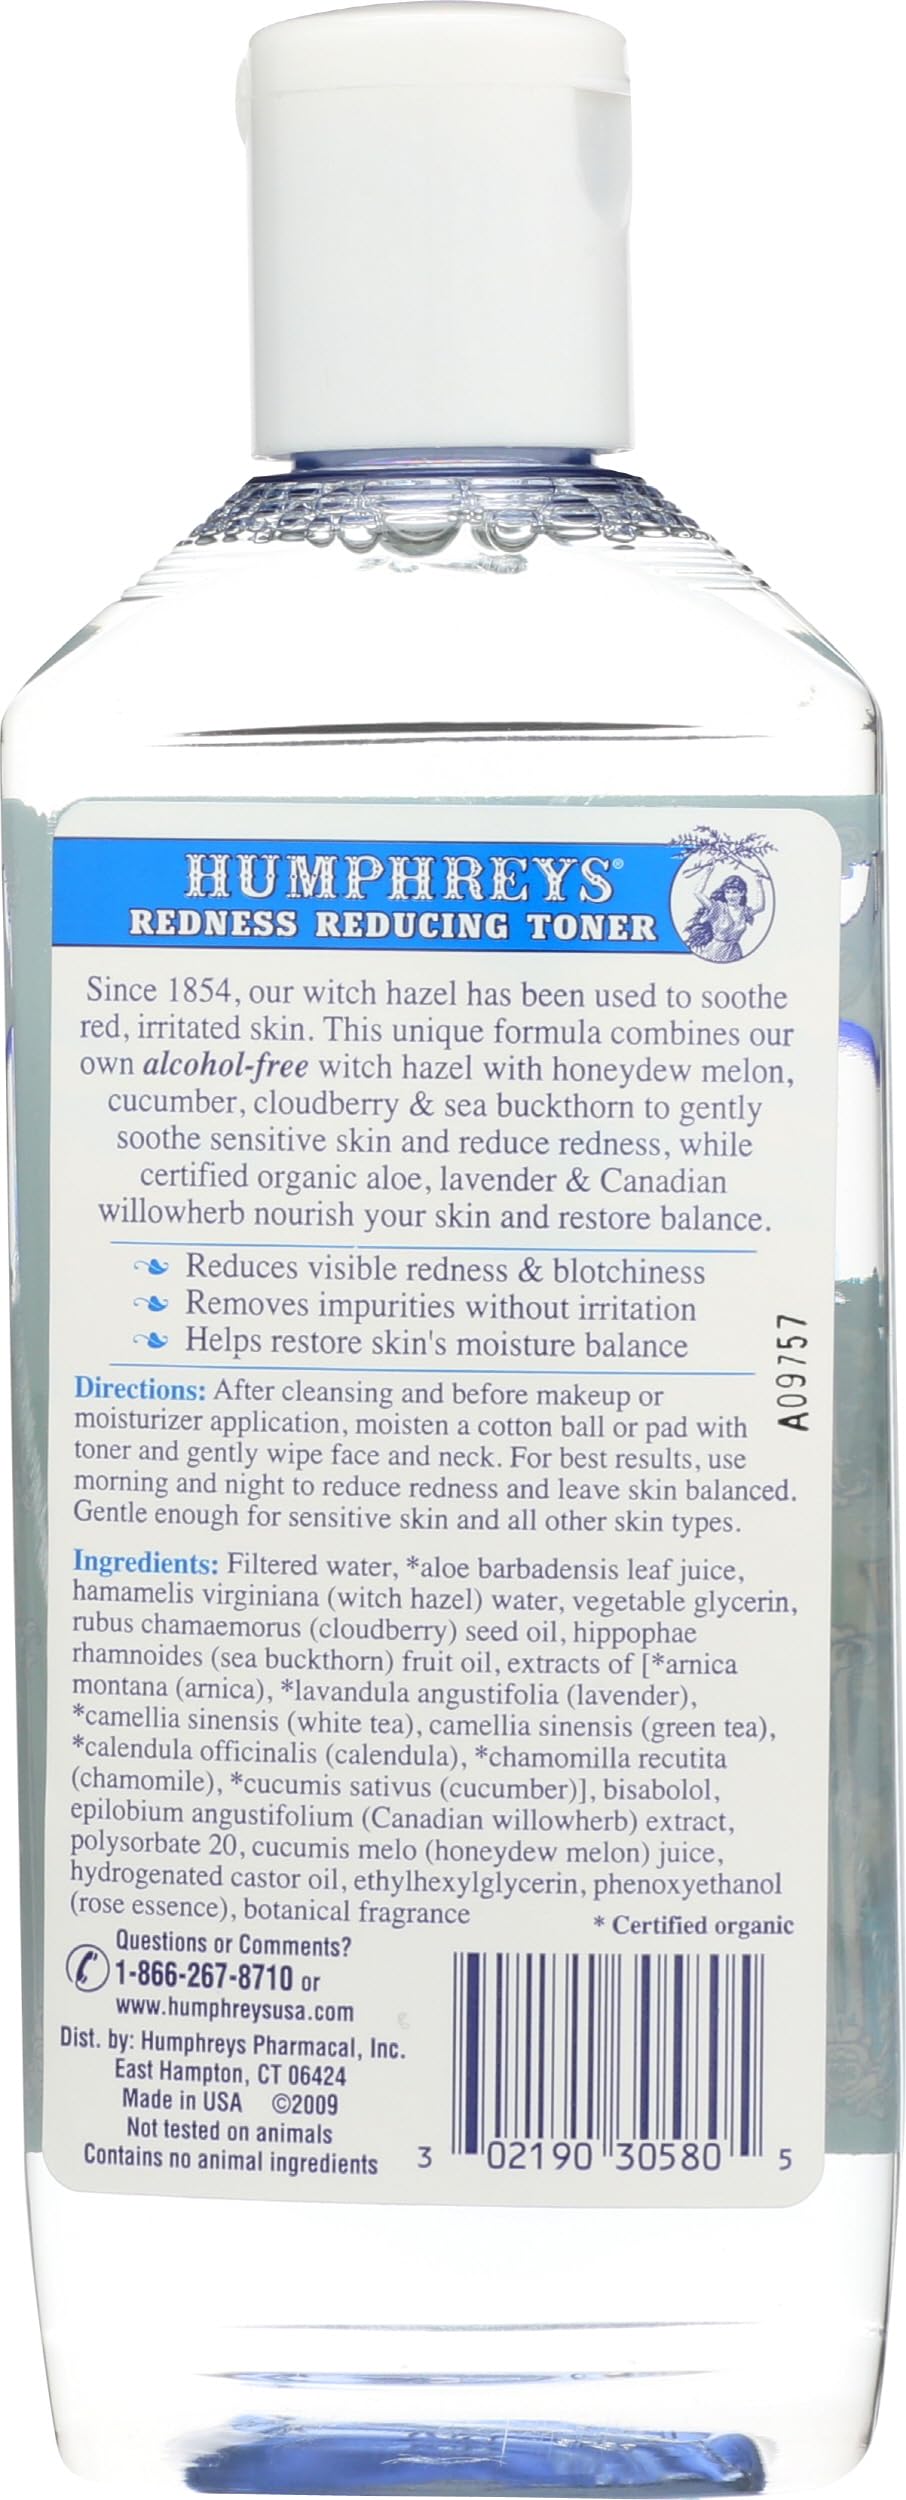 HUMPHREYS®
REDNESS REDUCING TONER
Since 1854, our witch hazel has been used to soothe
red, irritated skin. This unique formula combines our
own alcohol-free witch hazel with honeydew melon,
cucumber, cloudberry & sea buckthorn to gently
soothe sensitive skin and reduce redness, while
certified organic aloe, lavender & Canadian
willowherb nourish your skin and restore balance.
Reduces visible redness & blotchiness
Removes impurities without irritation
Helps restore skin's moisture balance
A09757
Directions: After cleansing and before makeup or
moisturizer application, moisten a cotton ball or pad with
toner and gently wipe face and neck. For best results, use
morning and night to reduce redness and leave skin balanced.
Gentle enough for sensitive skin and all other skin types.
Ingredients: Filtered water, *aloe barbadensis leaf juice,
hamamelis virginiana (witch hazel) water, vegetable glycerin,
rubus chamaemorus (cloudberry) seed oil, hippophae
rhamnoides (sea buckthorn) fruit oil, extracts of [*arnica
montana (arnica), *lavandula angustifolia (lavender),
*camellia sinensis (white tea), camellia sinensis (green tea),
*calendula officinalis (calendula), *chamomilla recutita
(chamomile), *cucumis sativus (cucumber)], bisabolol,
epilobium angustifolium (Canadian willowherb) extract,
polysorbate 20, cucumis melo (honeydew melon) juice,
hydrogenated castor oil, ethylhexylglycerin, phenoxyethanol
(rose essence), botanical fragrance
* Certified organic
Questions or Comments?
1-866-267-8710 or
www.humphreysusa.com
Dist. by: Humphreys Pharmacal, Inc.
East Hampton, CT 06424
Made in USA ©2009
Not tested on animals
Contains no animal ingredients
3 02190 30580 5